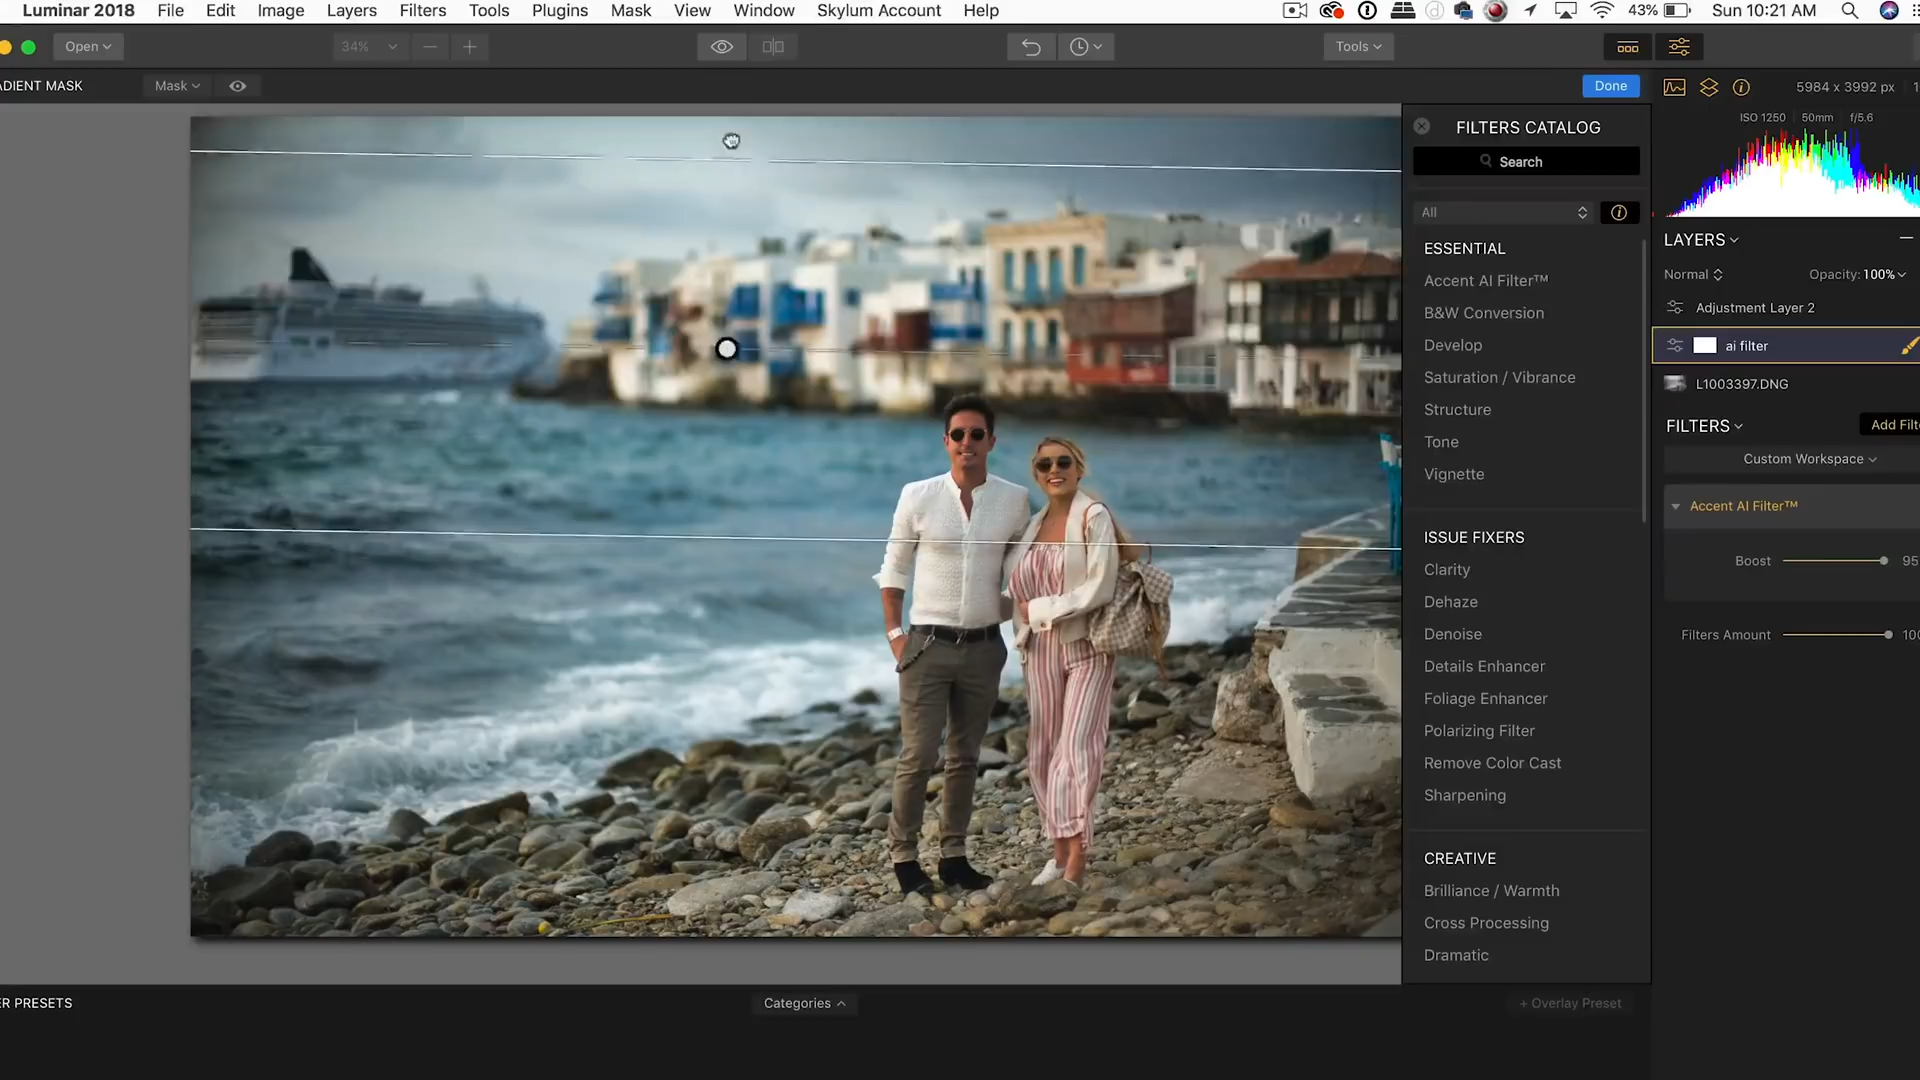 Luminar 2018 File Edit Image Layers Filters Tools Plugins Mask View Window Skylum Account Help 43% Sun 10:21 AM
Open 34% Tools
ADIENT MASK Mask Done 5984 x 3992 px
ISO 1250 50mm f/5.6
FILTERS CATALOG
Search
All
ESSENTIAL
Accent AI Filter™
B&W Conversion
Develop
Saturation / Vibrance
Structure
Tone
Vignette
ISSUE FIXERS
Clarity
Dehaze
Denoise
Details Enhancer
Foliage Enhancer
Polarizing Filter
Remove Color Cast
Sharpening
CREATIVE
Brilliance / Warmth
Cross Processing
Dramatic
LAYERS
Normal Opacity: 100%
Adjustment Layer 2
ai filter
L1003397.DNG
FILTERS Add Filte
Custom Workspace
Accent AI Filter™
Boost 95
Filters Amount 100
ER PRESETS Categories + Overlay Preset